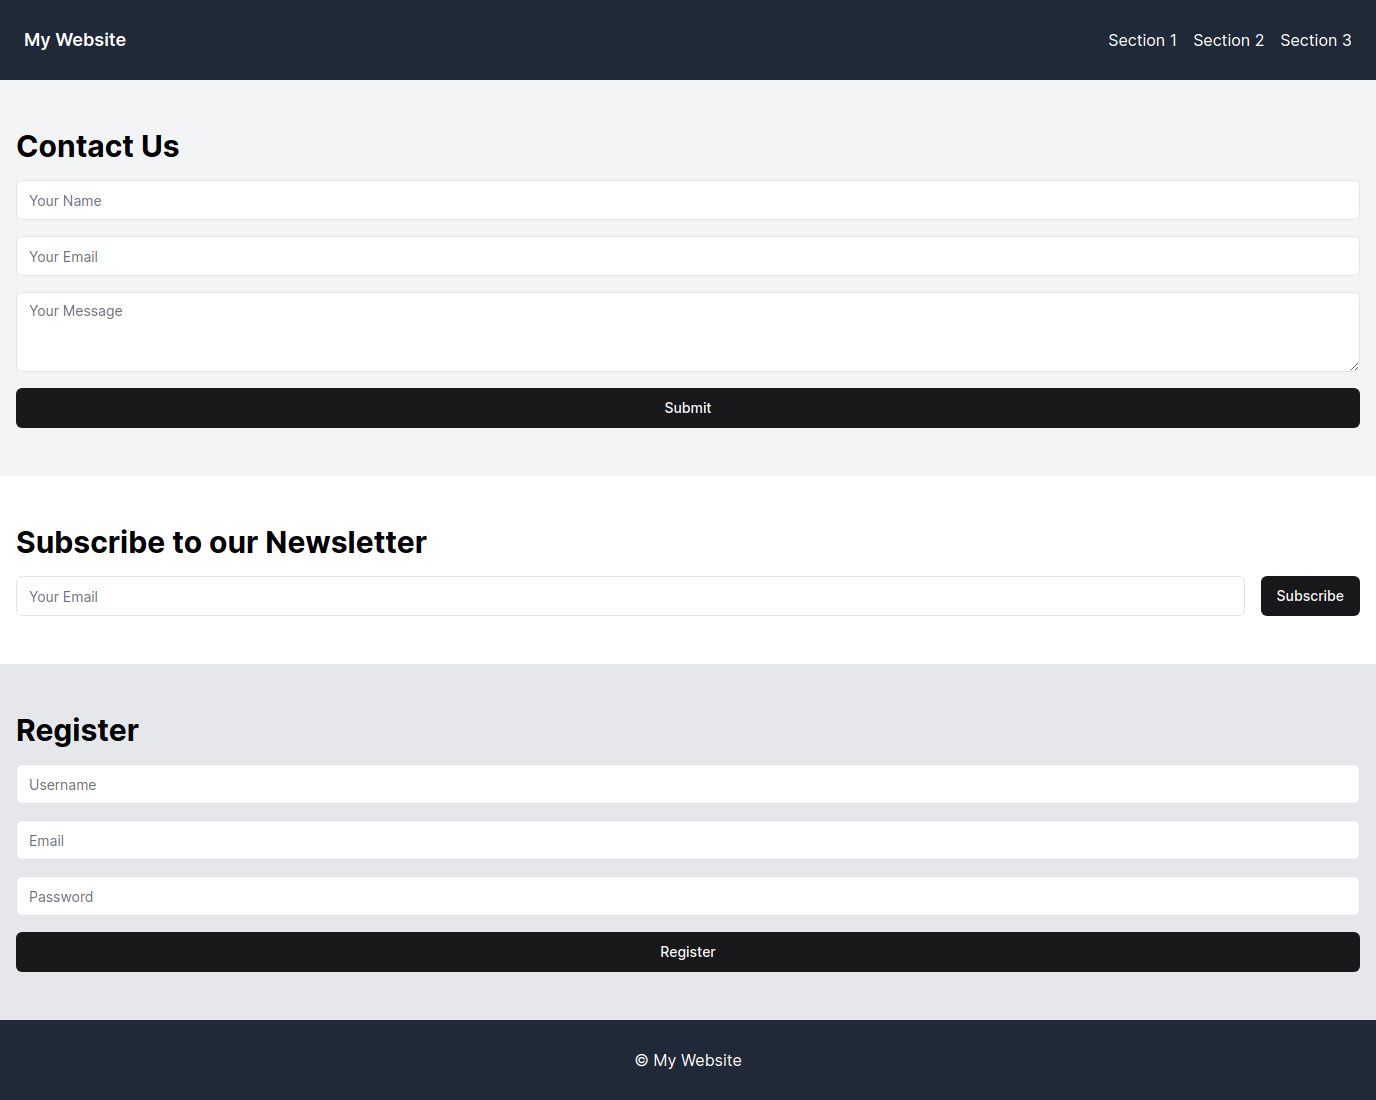 My Website
Section 1 Section 2 Section 3
Contact Us
Your Name
Your Email
Your Message
Submit
Subscribe to our Newsletter
Your Email
Subscribe
Register
Username
Email
Password
Register
© My Website